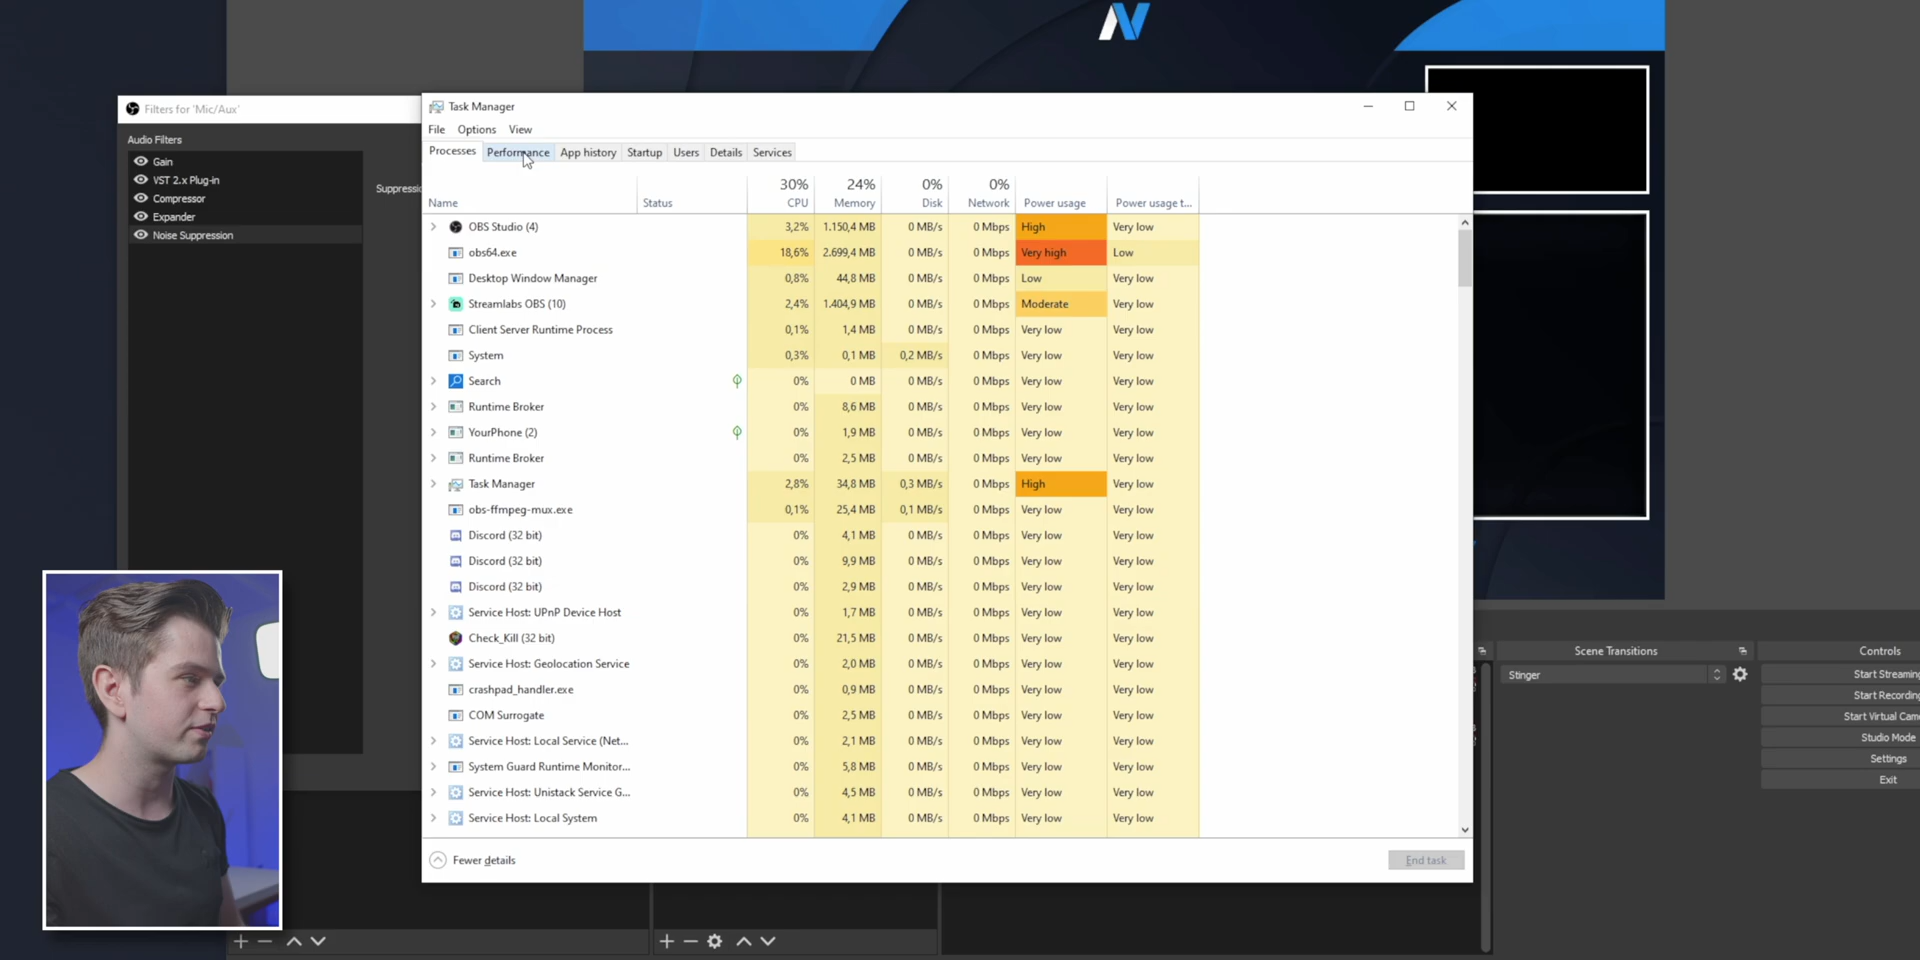 Filters for 'Mic/Aux'
Audio Filters
Gain
VST 2.x Plug-in
Compressor
Expander
Noise Suppression
Task Manager
File Options View
Processes Performance App history Startup Users Details Services
30% 24% 0% 0%
Name Status CPU Memory Disk Network Power usage Power usage t...
OBS Studio (4) 3,2% 1.150,4 MB 0 MB/s 0 Mbps High Very low
obs64.exe 18,6% 2.699,4 MB 0 MB/s 0 Mbps Very high Low
Desktop Window Manager 0,8% 44,8 MB 0 MB/s 0 Mbps Low Very low
Streamlabs OBS (10) 2,4% 1.404,9 MB 0 MB/s 0 Mbps Moderate Very low
Client Server Runtime Process 0,1% 1,4 MB 0 MB/s 0 Mbps Very low Very low
System 0,3% 0,1 MB 0,2 MB/s 0 Mbps Very low Very low
Search 0% 0 MB 0 MB/s 0 Mbps Very low Very low
Runtime Broker 0% 8,6 MB 0 MB/s 0 Mbps Very low Very low
YourPhone (2) 0% 1,9 MB 0 MB/s 0 Mbps Very low Very low
Runtime Broker 0% 2,5 MB 0 MB/s 0 Mbps Very low Very low
Task Manager 2,8% 34,8 MB 0,3 MB/s 0 Mbps High Very low
obs-ffmpeg-mux.exe 0,1% 25,4 MB 0,1 MB/s 0 Mbps Very low Very low
Discord (32 bit) 0% 4,1 MB 0 MB/s 0 Mbps Very low Very low
Discord (32 bit) 0% 9,9 MB 0 MB/s 0 Mbps Very low Very low
Discord (32 bit) 0% 2,9 MB 0 MB/s 0 Mbps Very low Very low
Service Host: UPnP Device Host 0% 1,7 MB 0 MB/s 0 Mbps Very low Very low
Check_Kill (32 bit) 0% 21,5 MB 0 MB/s 0 Mbps Very low Very low
Service Host: Geolocation Service 0% 2,0 MB 0 MB/s 0 Mbps Very low Very low
crashpad_handler.exe 0% 0,9 MB 0 MB/s 0 Mbps Very low Very low
COM Surrogate 0% 2,5 MB 0 MB/s 0 Mbps Very low Very low
Service Host: Local Service (Net... 0% 2,1 MB 0 MB/s 0 Mbps Very low Very low
System Guard Runtime Monitor... 0% 5,8 MB 0 MB/s 0 Mbps Very low Very low
Service Host: Unistack Service G... 0% 4,5 MB 0 MB/s 0 Mbps Very low Very low
Service Host: Local System 0% 4,1 MB 0 MB/s 0 Mbps Very low Very low
Fewer details
End task
Suppressio
Scene Transitions
Stinger
Controls
Start Streaming
Start Recording
Start Virtual Cam
Studio Mode
Settings
Exit